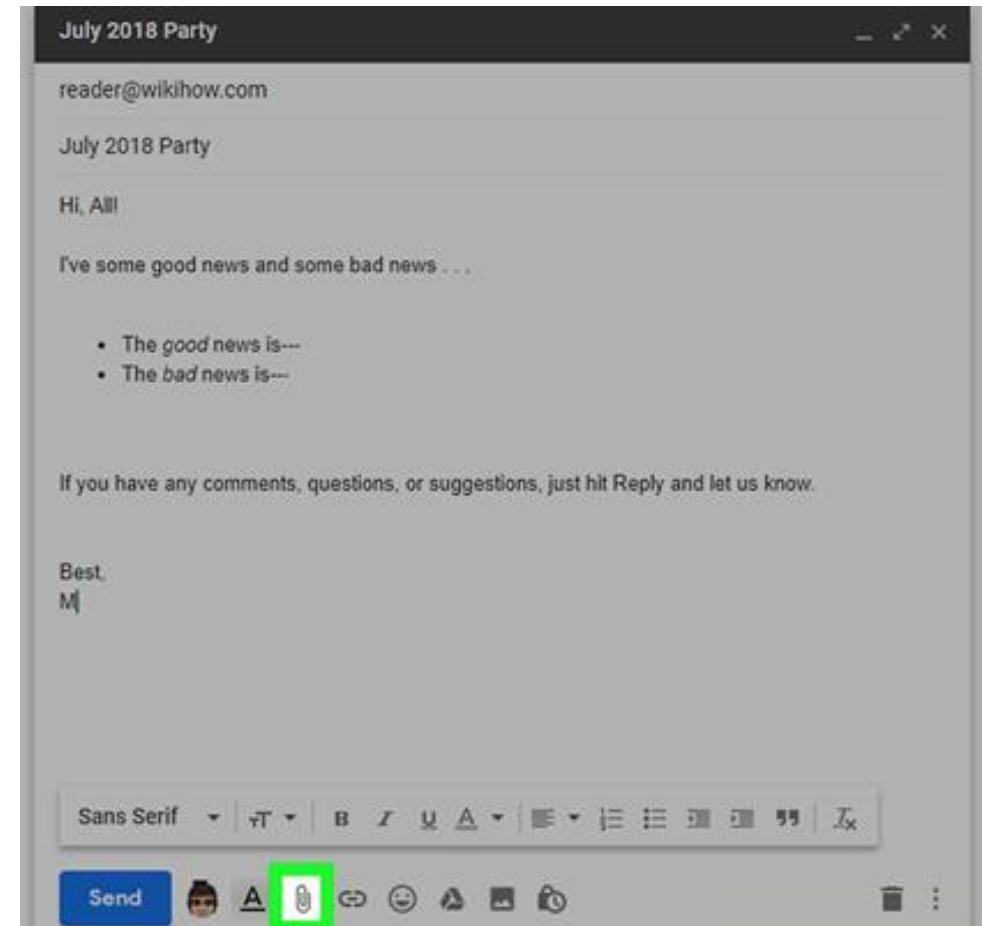 July 2018 Party
reader@wikihow.com
July 2018 Party
Hi, All!
I've some good news and some bad news . . .
• The good news is---
• The bad news is---
If you have any comments, questions, or suggestions, just hit Reply and let us know.
Best,
M
Sans Serif
Send